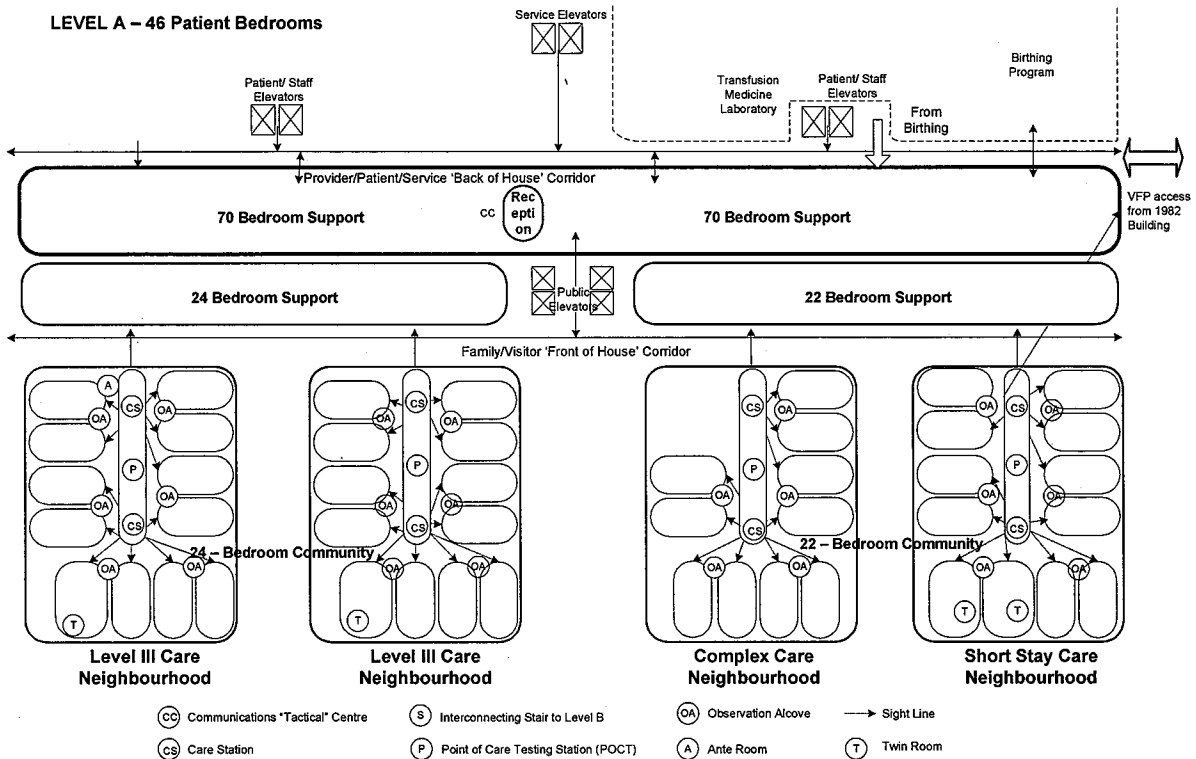 LEVEL A – 46 Patient Bedrooms
Service Elevators
Patient/ Staff
Elevators
Transfusion
Medicine
Laboratory
Patient/ Staff
Elevators
Birthing
Program
From
Birthing
Provider/Patient/Service 'Back of House' Corridor
70 Bedroom Support
CC
Rec
epti
on
70 Bedroom Support
VFP access
from 1982
Building
24 Bedroom Support
Public
Elevators
22 Bedroom Support
Family/Visitor 'Front of House' Corridor
A
CS
OA
OA
P
OA
OA
CS
OA
OA
T
CS
OA
OA
P
OA
OA
CS
OA
OA
T
24 – Bedroom Community
CS
OA
P
OA
OA
CS
OA
OA
CS
OA
OA
P
OA
OA
CS
OA
OA
T
T
22 – Bedroom Community
Level III Care
Neighbourhood
Level III Care
Neighbourhood
Complex Care
Neighbourhood
Short Stay Care
Neighbourhood
CC Communications "Tactical" Centre
S Interconnecting Stair to Level B
OA Observation Alcove
Sight Line
CS Care Station
P Point of Care Testing Station (POCT)
A Ante Room
T Twin Room